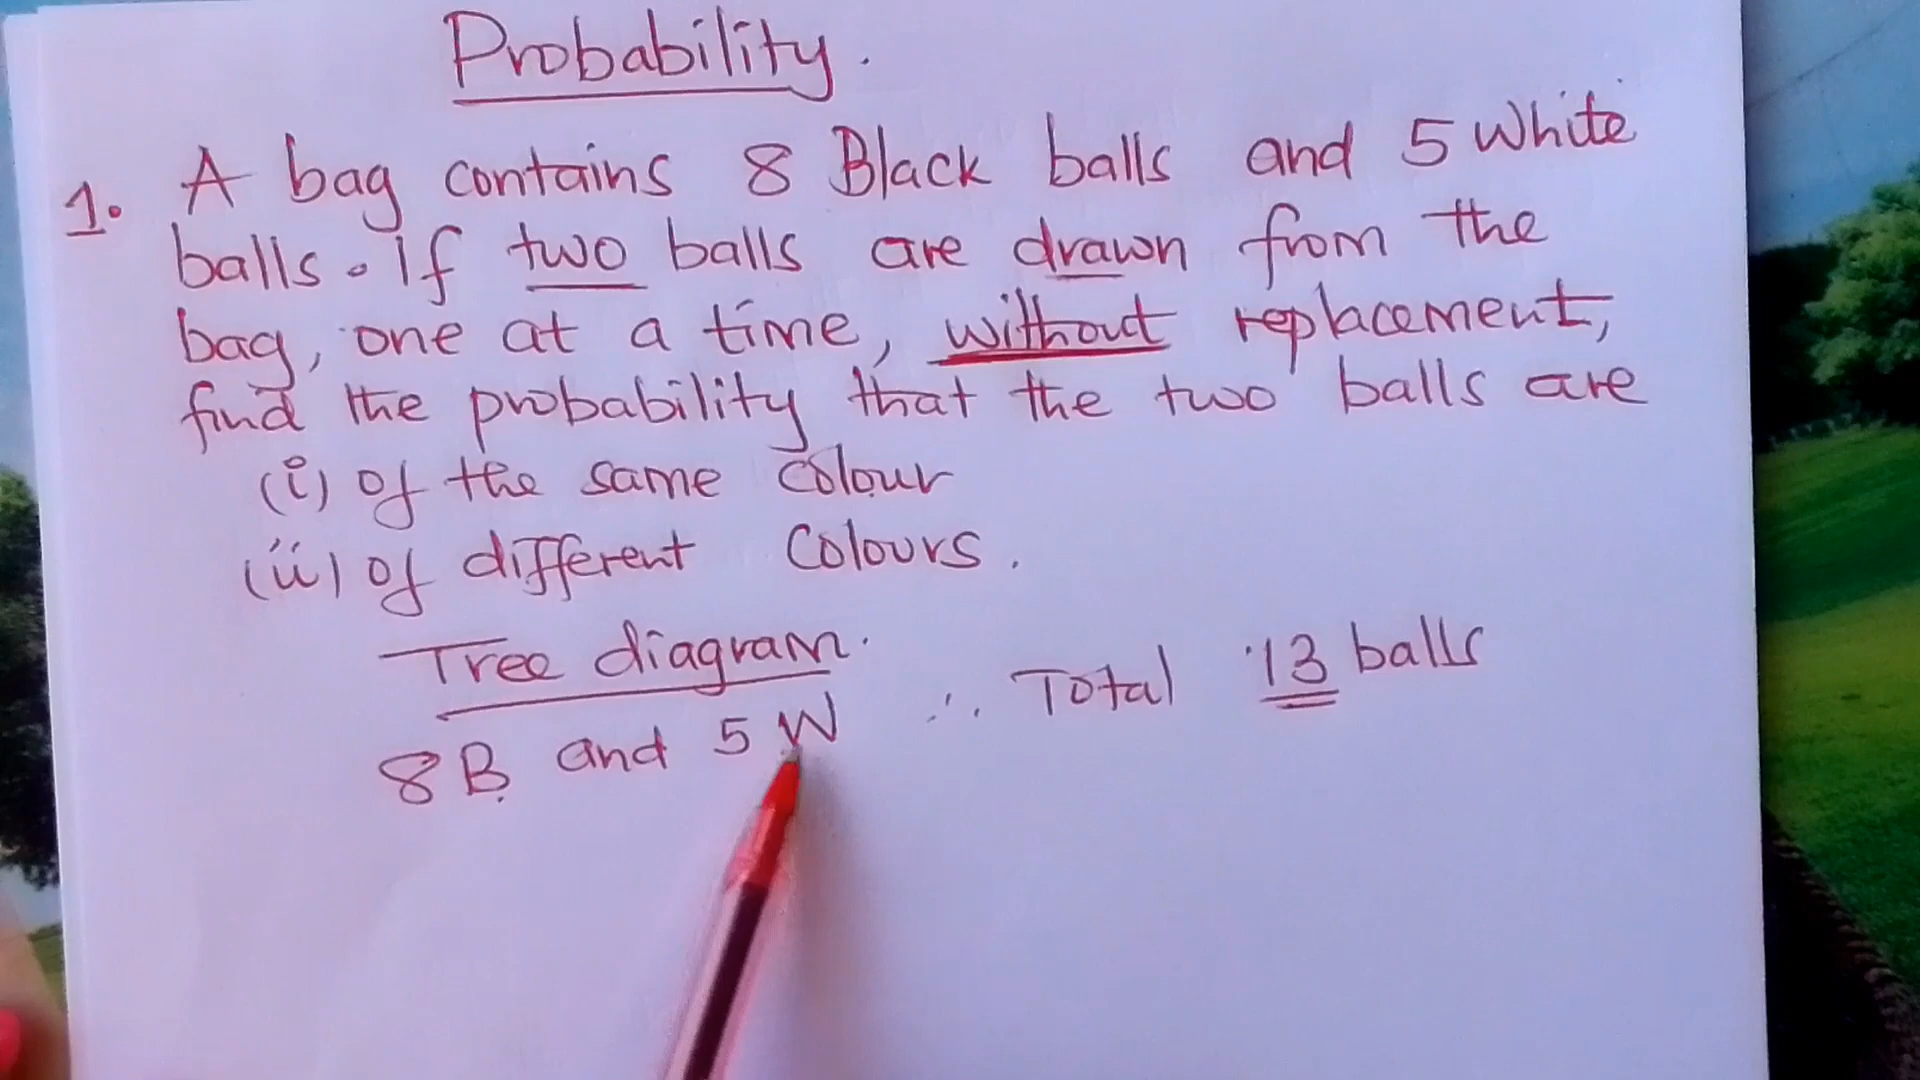 Probability.
1. A bag contains 8 Black balls and 5 White
balls. If two balls are drawn from the
bag, one at a time, without replacement,
find the probability that the two balls are
(i) of the same colour
(ii) of different Colours.
Tree diagram.
8B and 5W ∴ Total 13 balls